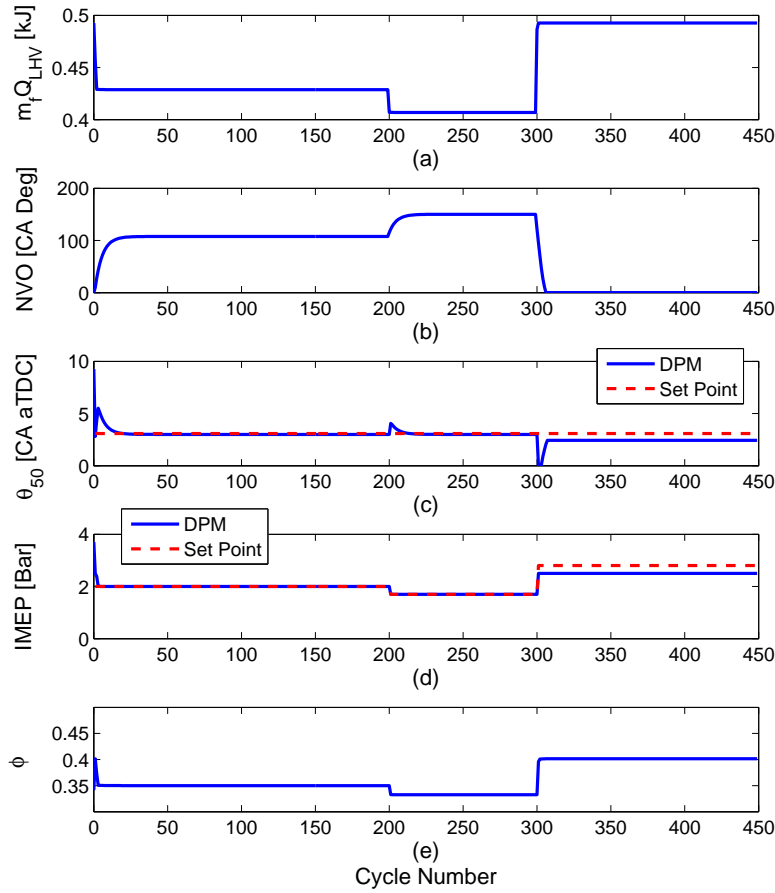 0.5
0.45
0.4
m_fQ_LHV [kJ]
0 50 100 150 200 250 300 350 400 450
(a)
200
100
0
NVO [CA Deg]
0 50 100 150 200 250 300 350 400 450
(b)
10
5
0
θ_50 [CA aTDC]
DPM
Set Point
0 50 100 150 200 250 300 350 400 450
(c)
4
2
0
IMEP [Bar]
DPM
Set Point
0 50 100 150 200 250 300 350 400 450
(d)
0.45
0.4
0.35
ϕ
0 50 100 150 200 250 300 350 400 450
(e)
Cycle Number